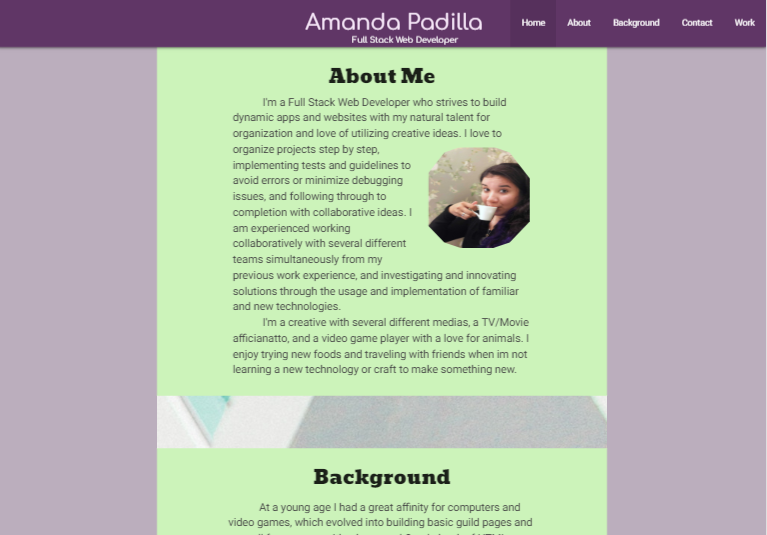 Amanda Padilla
Full Stack Web Developer
Home About Background Contact Work
About Me
I'm a Full Stack Web Developer who strives to build
dynamic apps and websites with my natural talent for
organization and love of utilizing creative ideas. I love to
organize projects step by step,
implementing tests and guidelines to
avoid errors or minimize debugging
issues, and following through to
completion with collaborative ideas. I
am experienced working
collaboratively with several different
teams simultaneously from my
previous work experience, and investigating and innovating
solutions through the usage and implementation of familiar
and new technologies.
I'm a creative with several different medias, a TV/Movie
afficianatto, and a video game player with a love for animals. I
enjoy trying new foods and traveling with friends when im not
learning a new technology or craft to make something new.
Background
At a young age I had a great affinity for computers and
video games, which evolved into building basic guild pages and